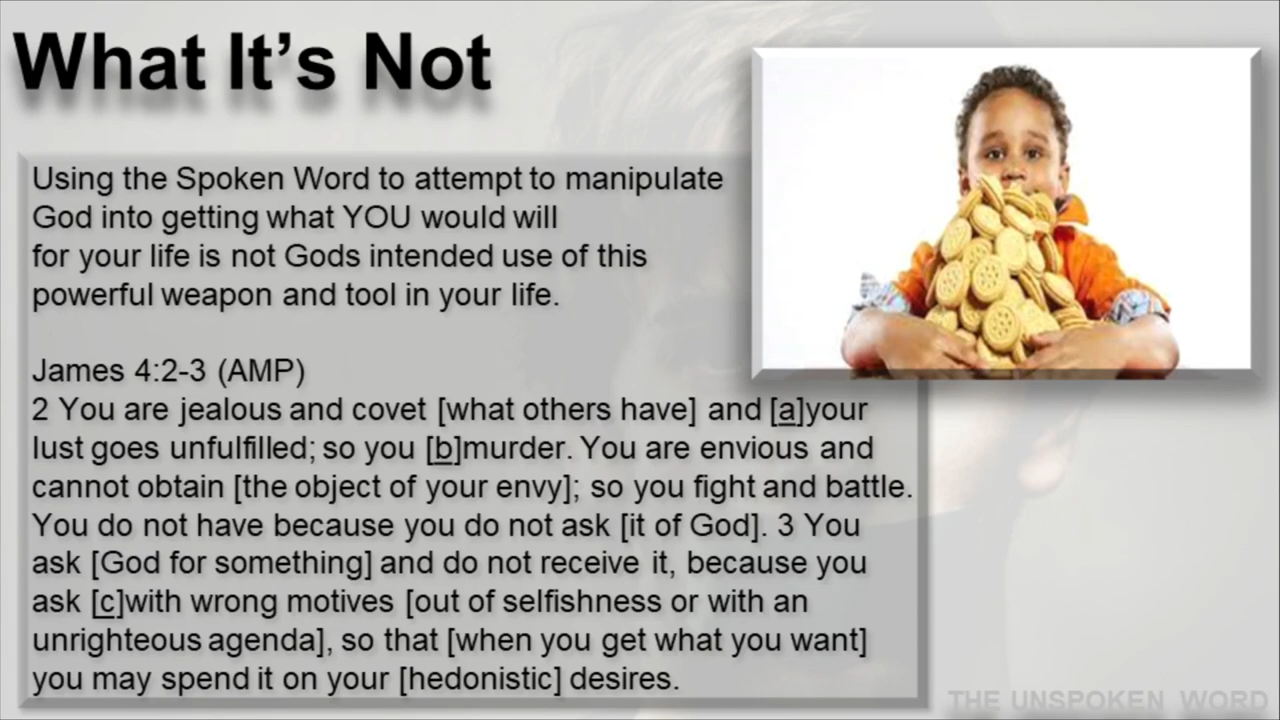 What It’s Not
Using the Spoken Word to attempt to manipulate
God into getting what YOU would will
for your life is not Gods intended use of this
powerful weapon and tool in your life.
James 4:2-3 (AMP)
2 You are jealous and covet [what others have] and [a]your
lust goes unfulfilled; so you [b]murder. You are envious and
cannot obtain [the object of your envy]; so you fight and battle.
You do not have because you do not ask [it of God]. 3 You
ask [God for something] and do not receive it, because you
ask [c]with wrong motives [out of selfishness or with an
unrighteous agenda], so that [when you get what you want]
you may spend it on your [hedonistic] desires.
THE UNSPOKEN WORD